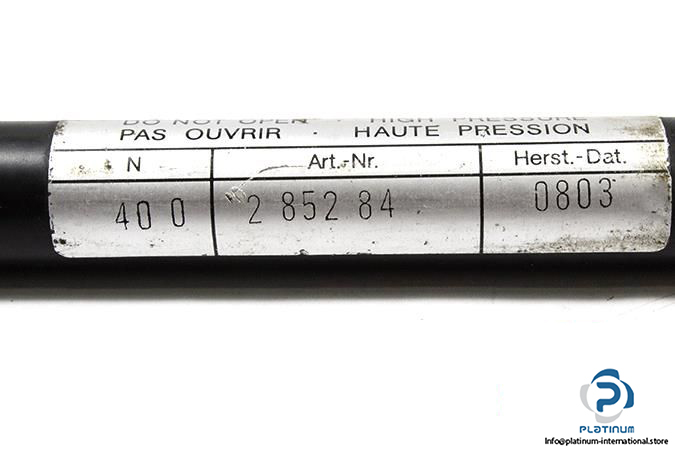 DO NOT OPEN · HIGH PRESSURE
PAS OUVRIR · HAUTE PRESSION
N Art.-Nr. Herst.-Dat.
400 2 852 84 0803
PLATINUM
Info@platinum-international.store